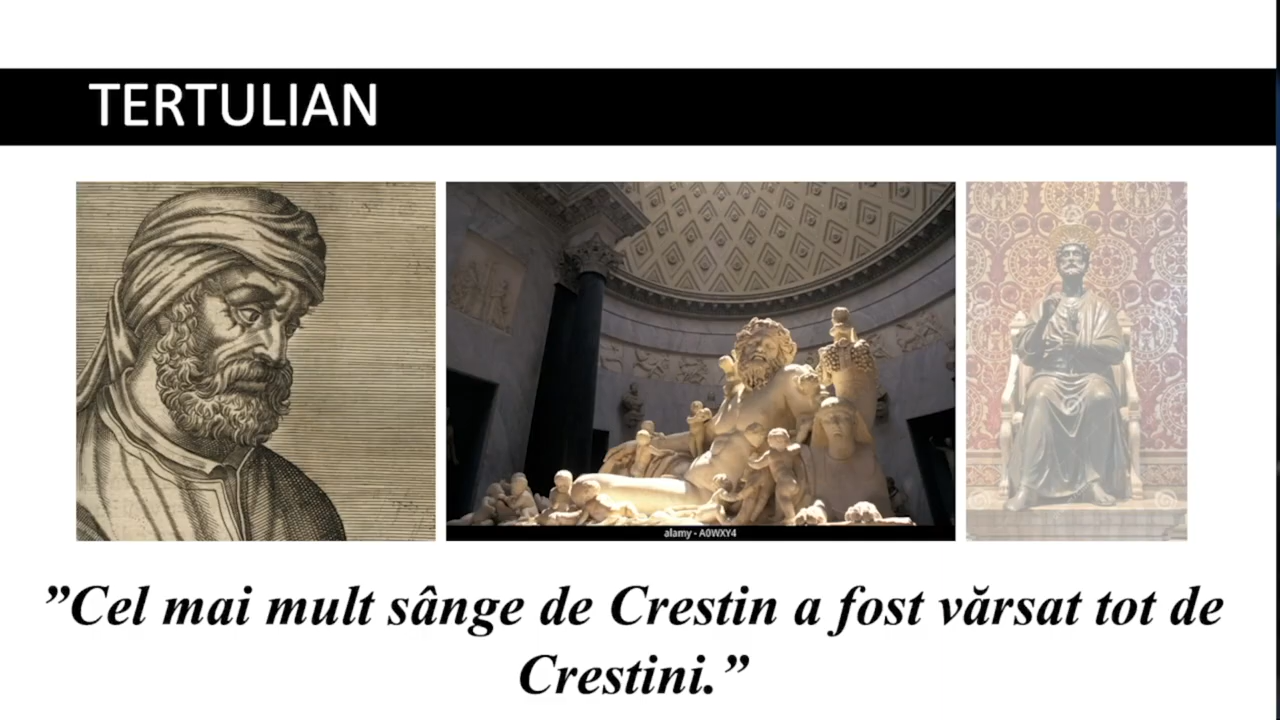 TERTULIAN
alamy - A0WXY4
”Cel mai mult sânge de Crestin a fost vărsat tot de
Crestini.”